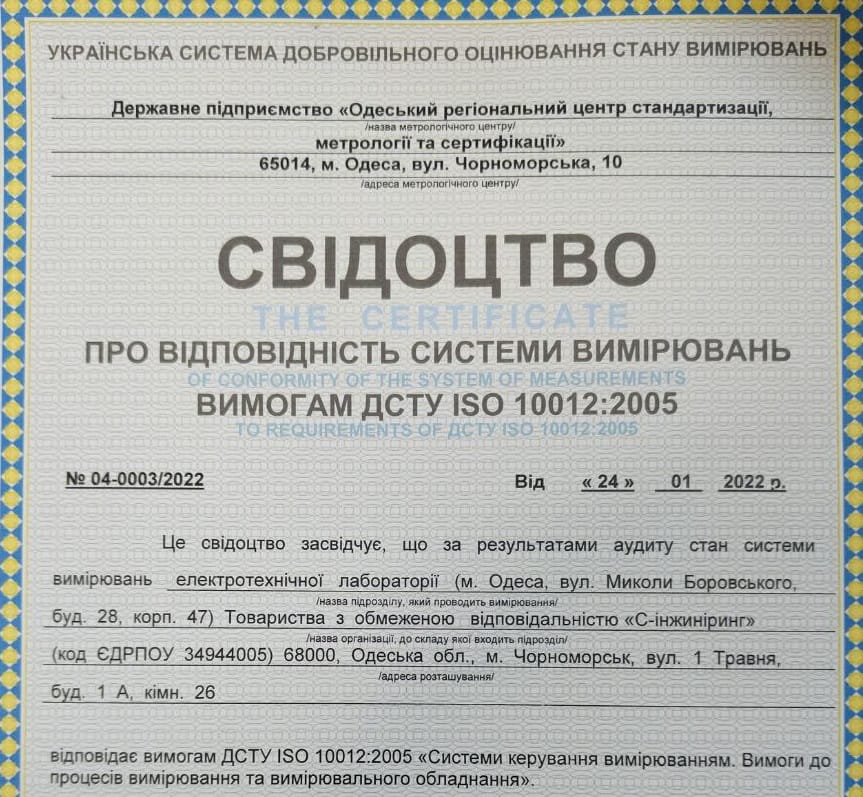 УКРАЇНСЬКА СИСТЕМА ДОБРОВІЛЬНОГО ОЦІНЮВАННЯ СТАНУ ВИМІРЮВАНЬ
Державне підприємство «Одеський регіональний центр стандартизації,
/назва метрологічного центру/
метрології та сертифікації»
65014, м. Одеса, вул. Чорноморська, 10
/адреса метрологічного центру/
СВІДОЦТВО
THE CERTIFICATE
ПРО ВІДПОВІДНІСТЬ СИСТЕМИ ВИМІРЮВАНЬ
OF CONFORMITY OF THE SYSTEM OF MEASUREMENTS
ВИМОГАМ ДСТУ ISO 10012:2005
TO REQUIREMENTS OF ДСТУ ISO 10012:2005
№ 04-0003/2022 Від « 24 » 01 2022 р.
Це свідоцтво засвідчує, що за результатами аудиту стан системи
вимірювань електротехнічної лабораторії (м. Одеса, вул. Миколи Боровського,
/назва підрозділу, який проводить вимірювання/
буд. 28, корп. 47) Товариства з обмеженою відповідальністю «С-інжиніринг»
/назва організації, до складу якої входить підрозділ/
(код ЄДРПОУ 34944005) 68000, Одеська обл., м. Чорноморськ, вул. 1 Травня,
/адреса розташування/
буд. 1 А, кімн. 26
відповідає вимогам ДСТУ ISO 10012:2005 «Системи керування вимірюванням. Вимоги до
процесів вимірювання та вимірювального обладнання».